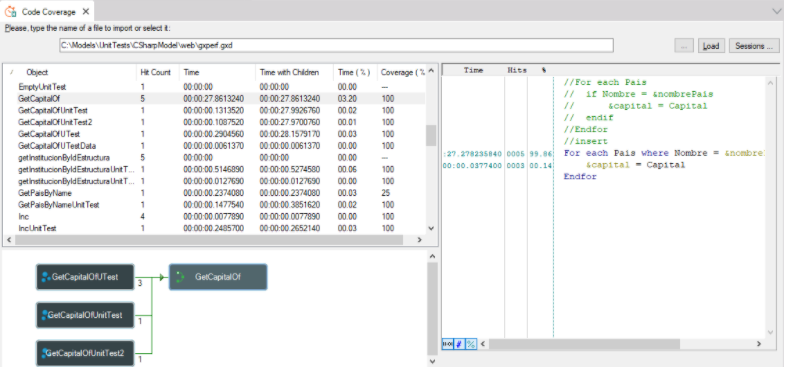 Code Coverage X
Please, type the name of a file to import or select it:
C:\Models\UnitTests\CSharpModel\web\gxperf.gxd
... Load Sessions ...
/ Object Hit Count Time Time with Children Time ( % ) Coverage ( %
EmptyUnitTest 1 00:00:00 00:00:00 00.00 ---
GetCapitalOf 5 00:00:27.8613240 00:00:27.8613240 03.20 100
GetCapitalOfUnitTest 1 00:00:00.1313520 00:00:27.9926760 00.02 100
GetCapitalOfUnitTest2 1 00:00:00.1087520 00:00:27.9700760 00.01 100
GetCapitalOfUTest 1 00:00:00.2904560 00:00:28.1579170 00.03 100
GetCapitalOfUTestData 1 00:00:00.0061370 00:00:00.0061370 00.00 100
getInstitucionByIdEstructura 5 00:00:00 00:00:00 00.00 ---
getInstitucionByIdEstructuraUnitT... 1 00:00:00.5146890 00:00:00.5274580 00.06 100
getInstitucionByIdEstructuraUnitT... 1 00:00:00.0127690 00:00:00.0127690 00.00 100
GetPaisByName 1 00:00:00.2374080 00:00:00.2374080 00.03 25
GetPaisByNameUnitTest 1 00:00:00.1477540 00:00:00.3851620 00.02 100
Inc 4 00:00:00.0077890 00:00:00.0077890 00.00 100
IncUnitTest 1 00:00:00.2485700 00:00:00.2652140 00.03 100
Time Hits %
//For each Pais
// if Nombre = &nombrePais
// &capital = Capital
// endif
//Endfor
//insert
:27.278235840 0005 99.86 For each Pais where Nombre = &nombre
00:00.0377400 0003 00.14 &capital = Capital
Endfor
GetCapitalOfUTest 3 GetCapitalOf
GetCapitalOfUnitTest 1
GetCapitalOfUnitTest2 1
# %